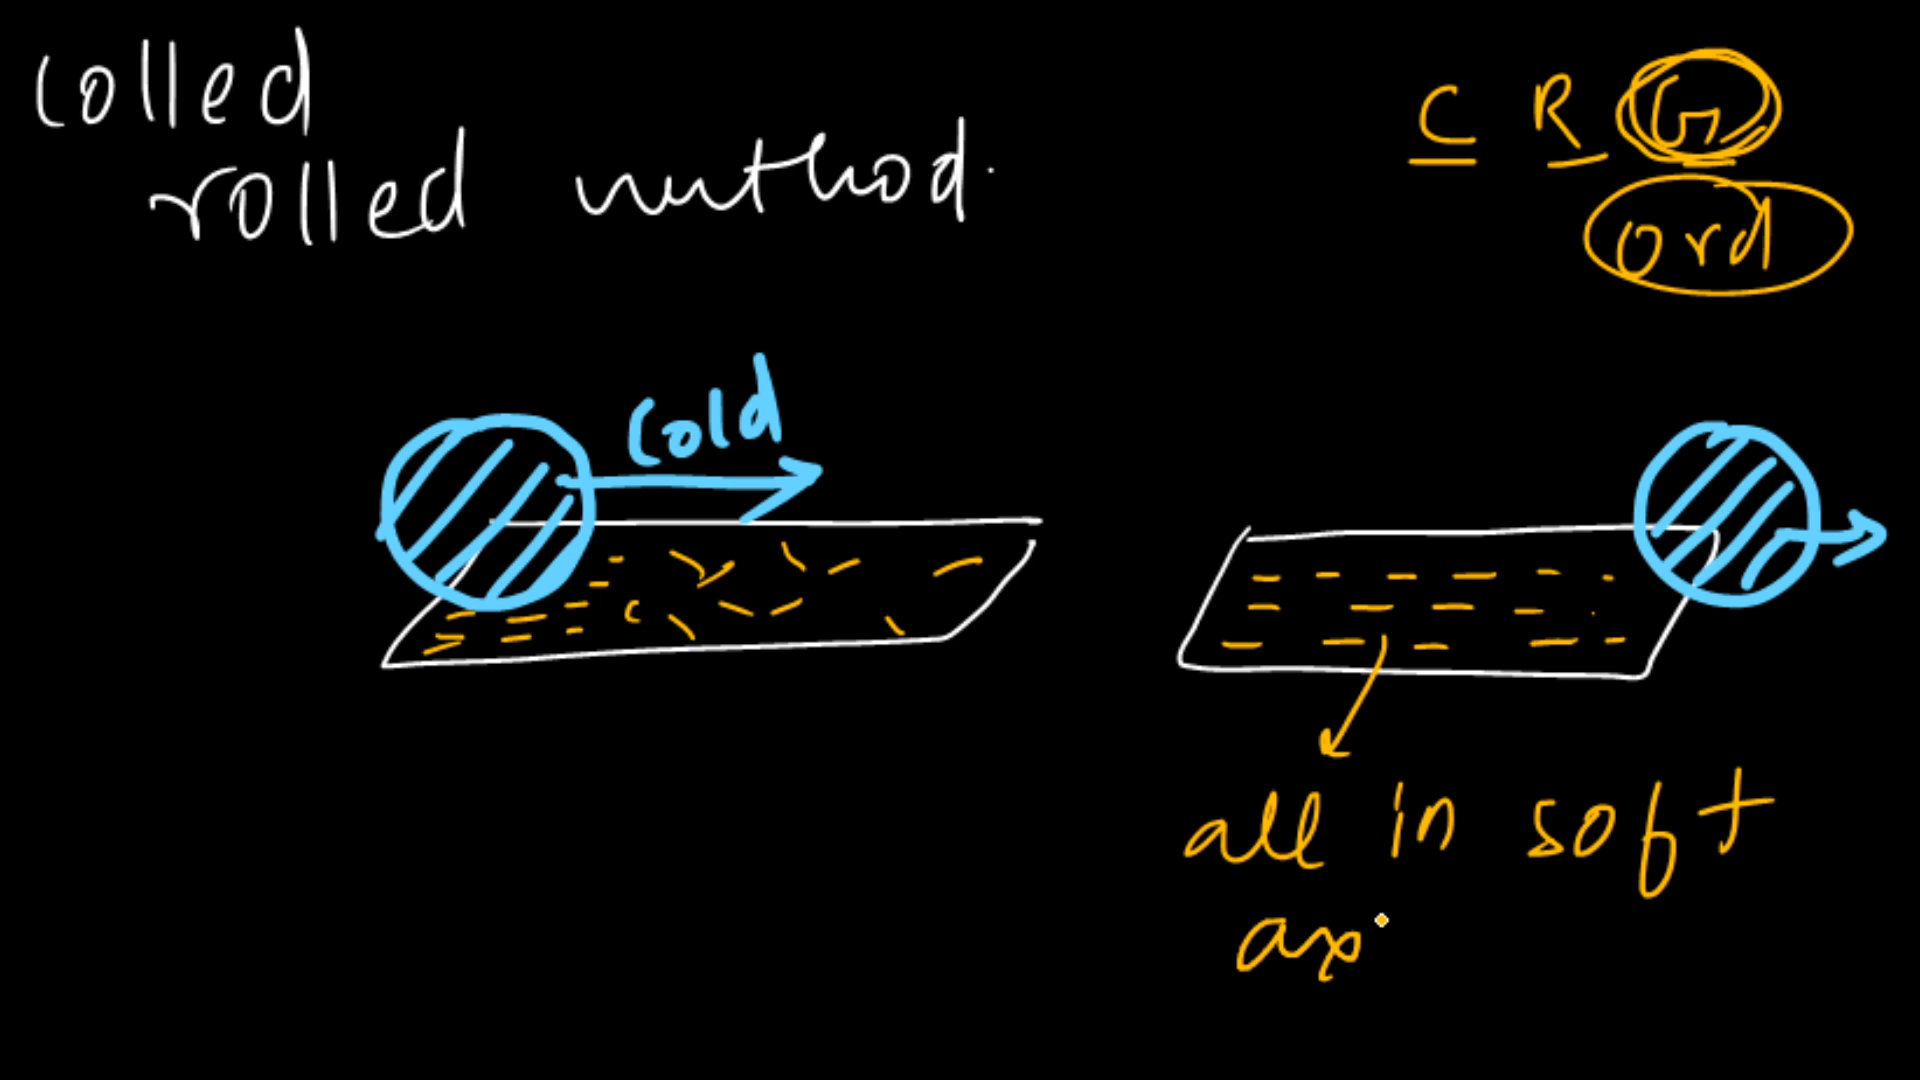 colled
rolled method.
C R G
ord
cold
all in soft
ax